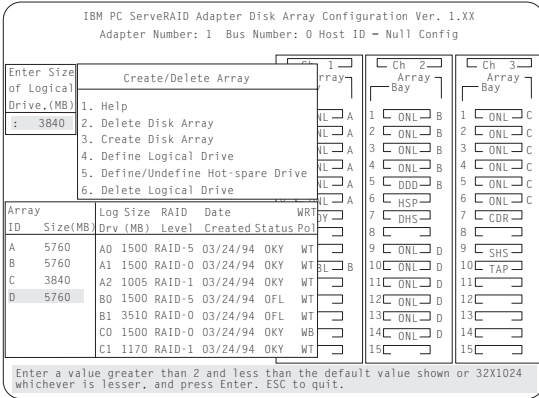 IBM PC ServeRAID Adapter Disk Array Configuration Ver. 1.XX
Adapter Number: 1 Bus Number: 0 Host ID – Null Config
Enter Size
of Logical
Drive,(MB)
: 3840
Create/Delete Array
1. Help
2. Delete Disk Array
3. Create Disk Array
4. Define Logical Drive
5. Define/Undefine Hot-spare Drive
6. Delete Logical Drive
Array
ID Size(MB)
A 5760
B 5760
C 3840
D 5760
Log Size RAID Date WRT
Drv (MB) Level Created Status Pol
A0 1500 RAID-5 03/24/94 OKY WT
A1 1500 RAID-0 03/24/94 OKY WT
A2 1005 RAID-1 03/24/94 OKY WT
B0 1500 RAID-5 03/24/94 OFL WT
B1 3510 RAID-0 03/24/94 OFL WT
C0 1500 RAID-0 03/24/94 OKY WB
C1 1170 RAID-1 03/24/94 OKY WT
1
rray
NL A
NL A
NL A
NL A
NL A
NL A
DY
BL B
Ch 2
Array
Bay
1 ONL B
2 ONL B
3 ONL B
4 ONL B
5 DDD B
6 HSP
7 DHS
8
9 ONL D
10 ONL D
11 ONL D
12 ONL D
13 ONL D
14 ONL D
15
Ch 3
Array
Bay
1 ONL C
2 ONL C
3 ONL C
4 ONL C
5 ONL C
6 ONL C
7 CDR
8
9 SHS
10 TAP
11
12
13
14
15
Enter a value greater than 2 and less than the default value shown or 32X1024
whichever is lesser, and press Enter. ESC to quit.